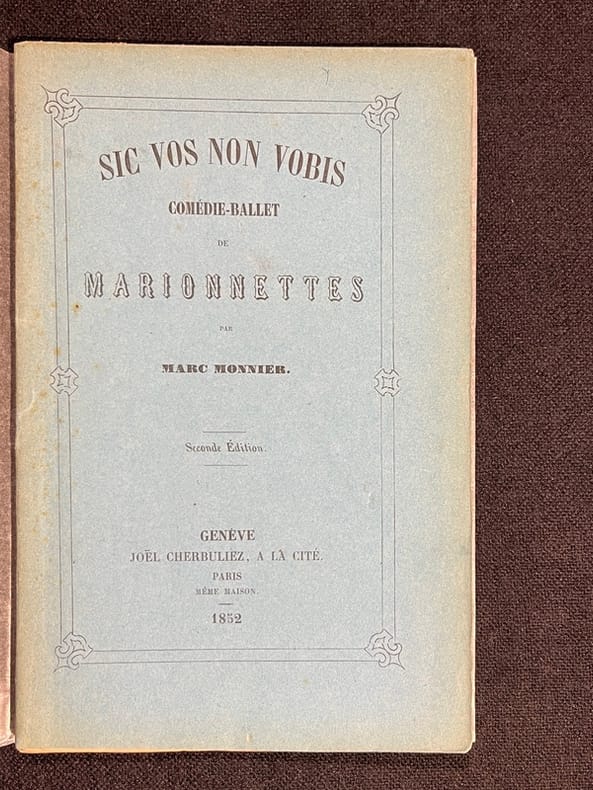 SIC VOS NON VOBIS
COMÉDIE-BALLET
DE
MARIONNETTES
PAR
MARC MONNIER.
Seconde Édition.
GENÈVE
JOËL CHERBULIEZ, A LA CITÉ.
PARIS
MÊME MAISON.
1852